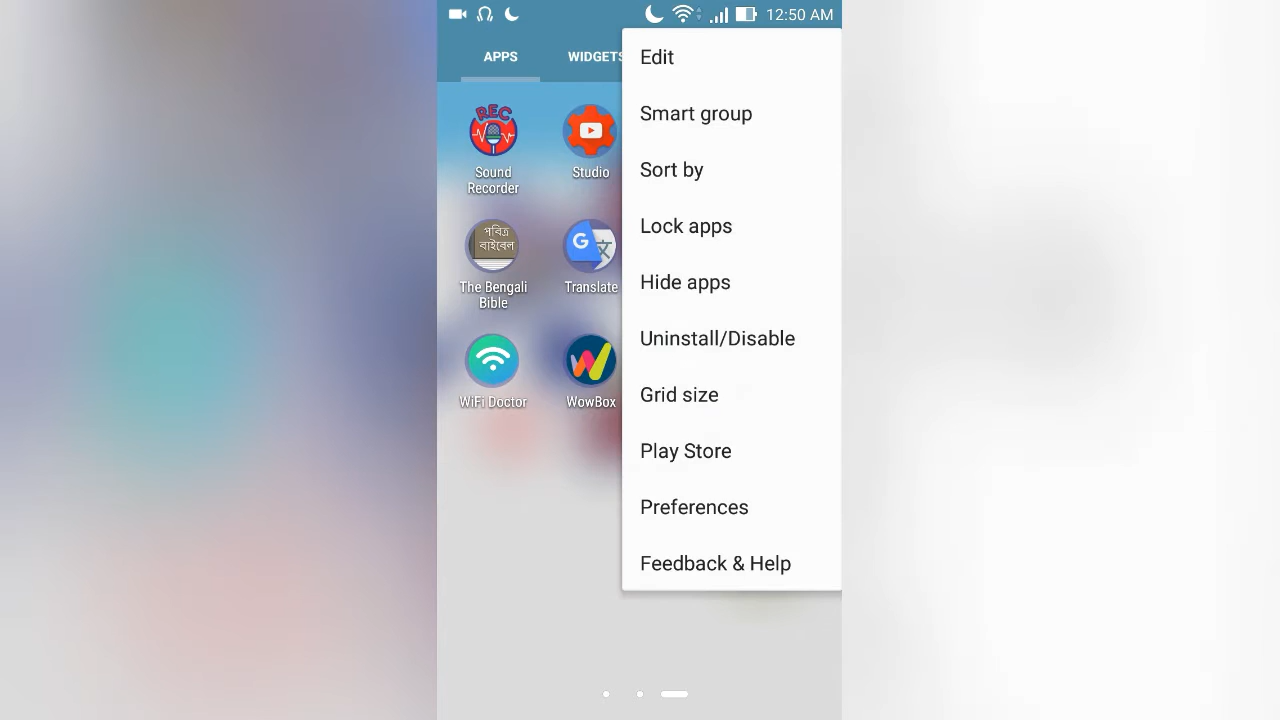 12:50 AM
APPS
WIDGETS
Edit
Smart group
Sort by
Lock apps
Hide apps
Uninstall/Disable
Grid size
Play Store
Preferences
Feedback & Help
REC
Sound
Recorder
Studio
পবিত্র
বাইবেল
The Bengali
Bible
G
Translate
WiFi Doctor
WowBox